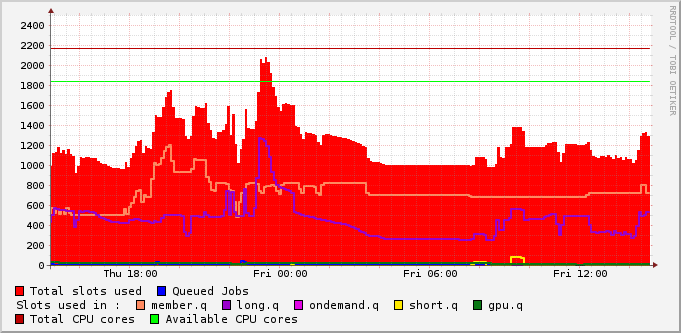 RRDTOOL / TOBI OETIKER
2400
2200
2000
1800
1600
1400
1200
1000
800
600
400
200
0
Thu 18:00 Fri 00:00 Fri 06:00 Fri 12:00
Total slots used Queued Jobs
Slots used in : member.q long.q ondemand.q short.q gpu.q
Total CPU cores Available CPU cores